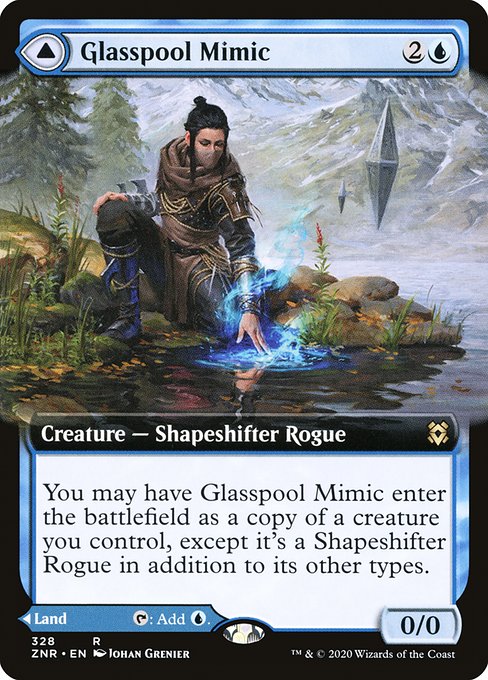 Glasspool Mimic 2
Creature — Shapeshifter Rogue
You may have Glasspool Mimic enter
the battlefield as a copy of a creature
you control, except it's a Shapeshifter
Rogue in addition to its other types.
Land : Add
0/0
328 R
ZNR • EN Johan Grenier
™ & © 2020 Wizards of the Coast